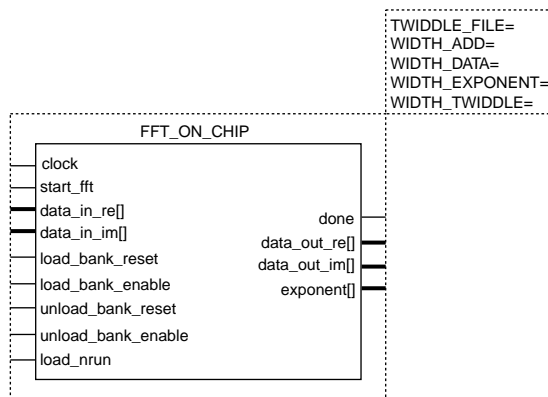 TWIDDLE_FILE=
WIDTH_ADD=
WIDTH_DATA=
WIDTH_EXPONENT=
WIDTH_TWIDDLE=
FFT_ON_CHIP
clock
start_fft
data_in_re[]
data_in_im[]
load_bank_reset
load_bank_enable
unload_bank_reset
unload_bank_enable
load_nrun
done
data_out_re[]
data_out_im[]
exponent[]